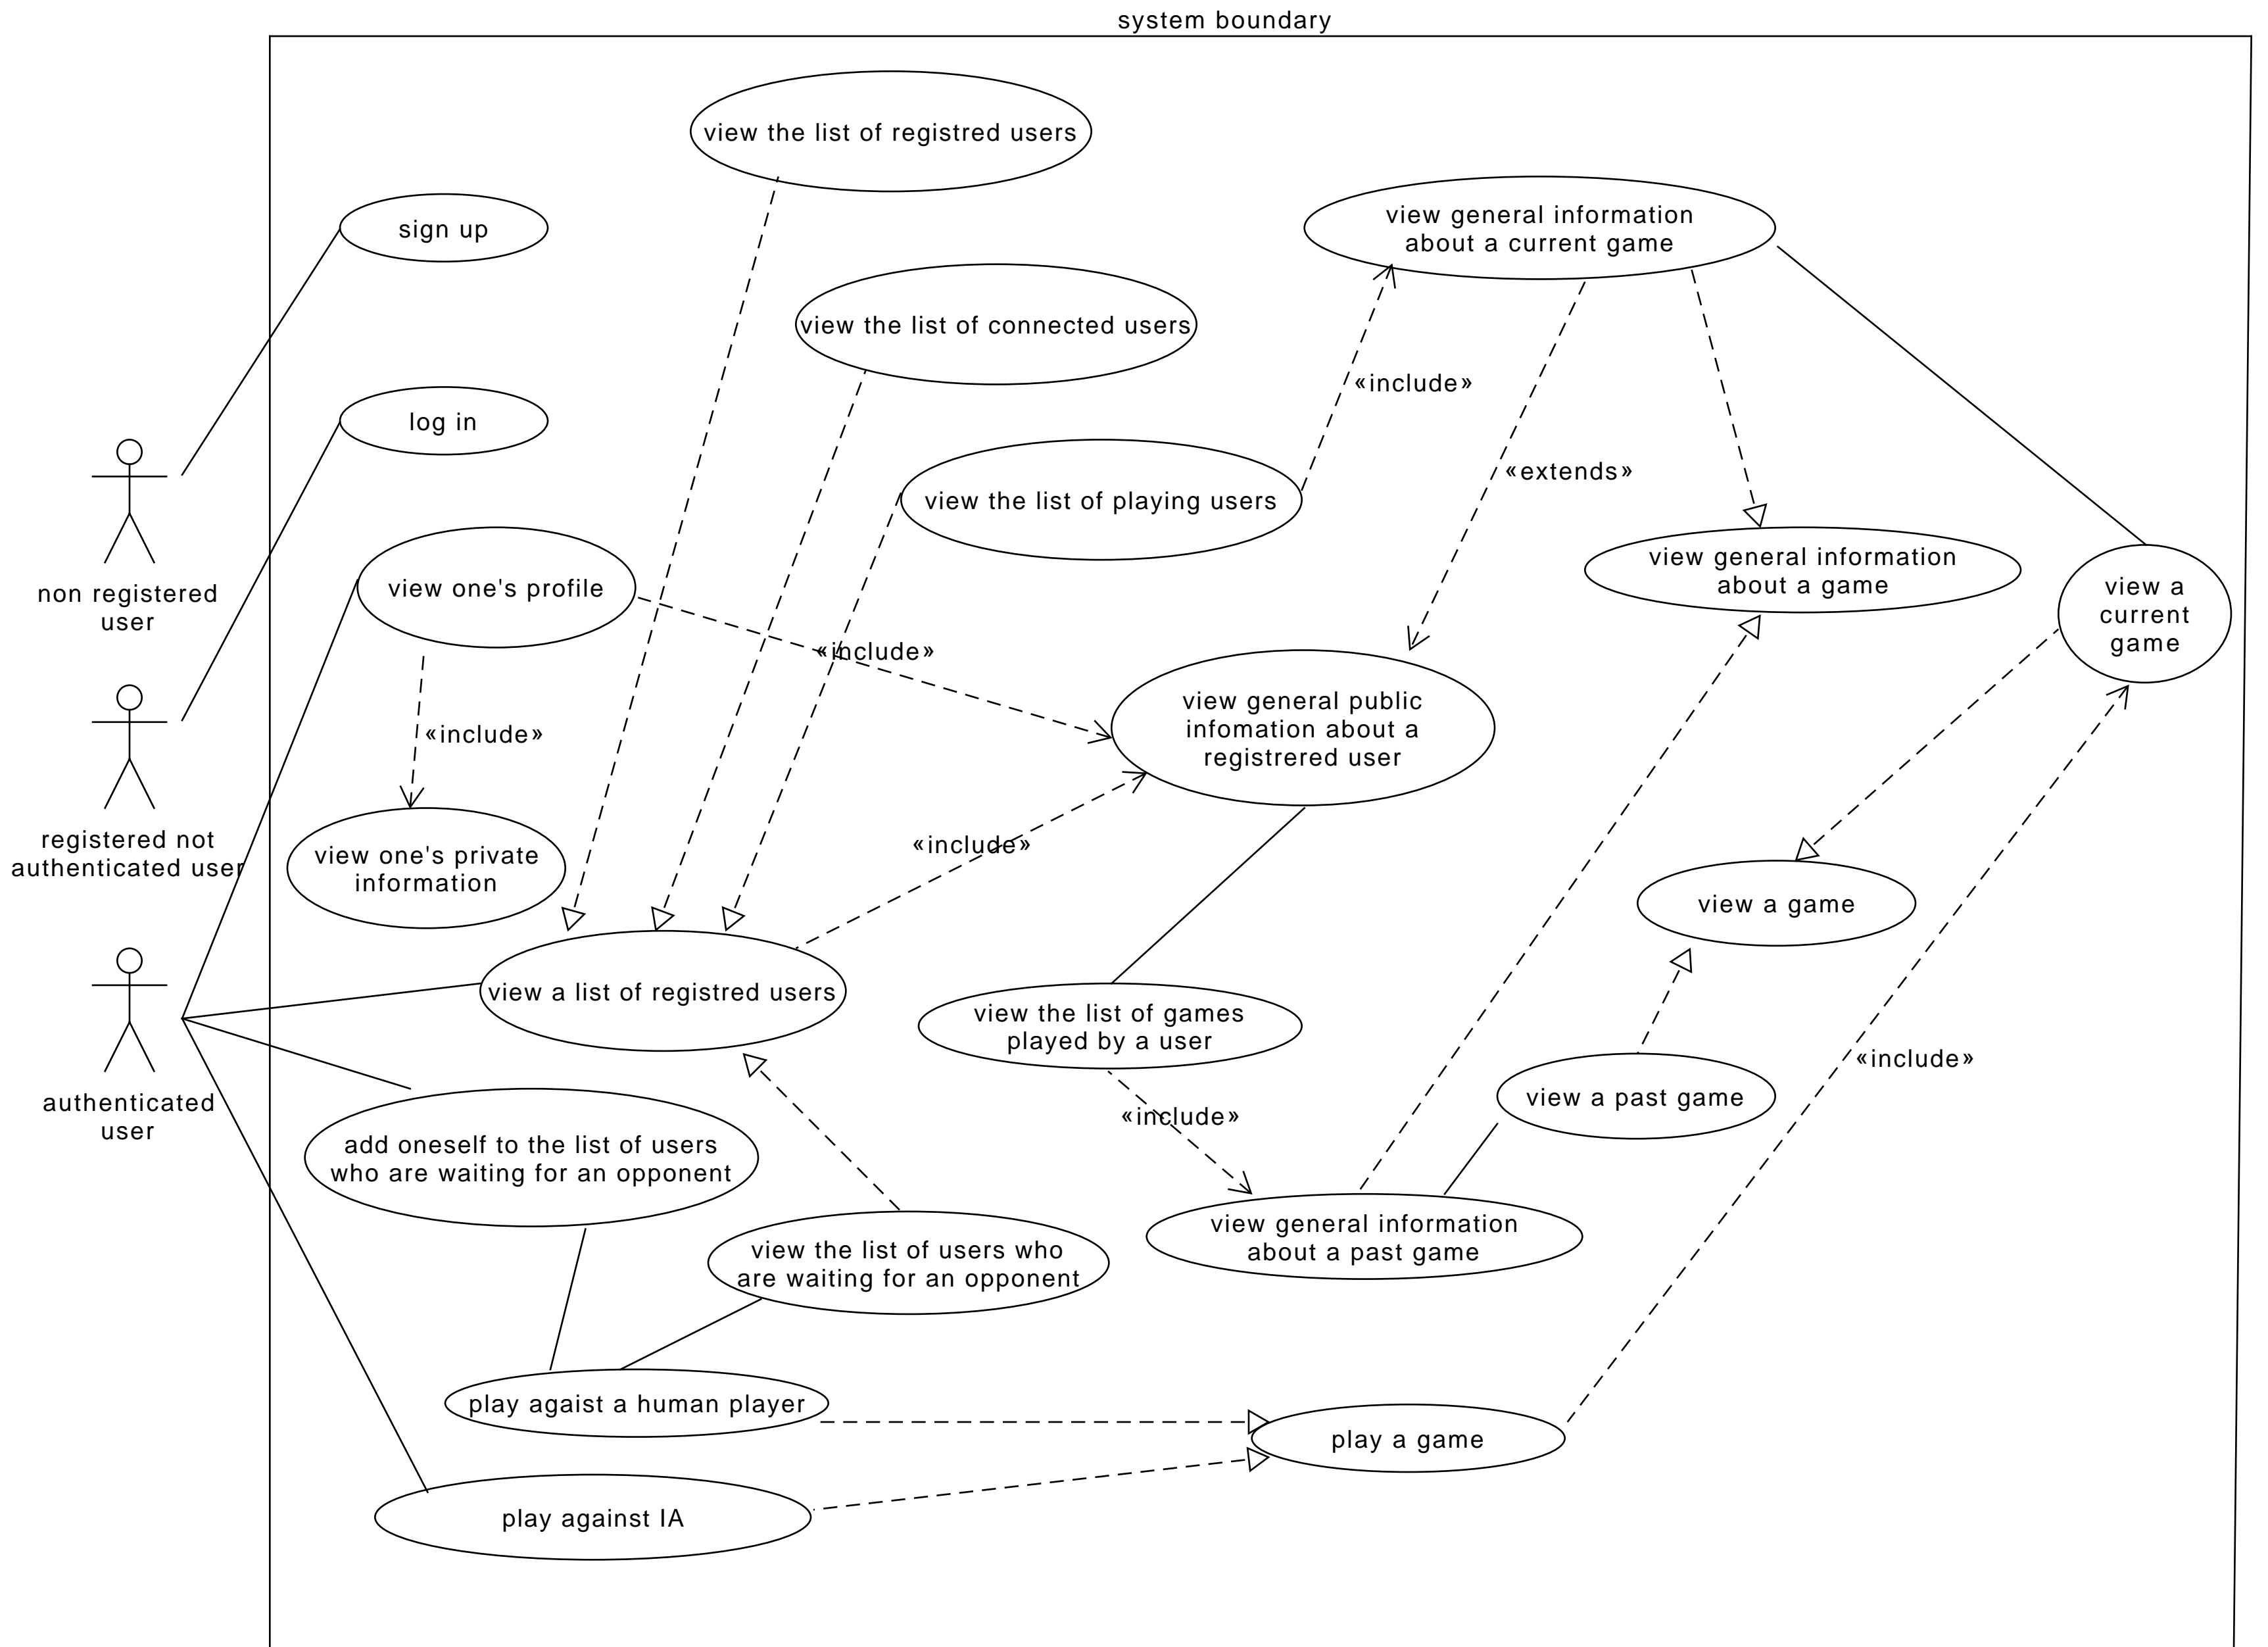 system boundary
view the list of registred users
sign up
view general information
about a current game
view the list of connected users
«include»
log in
«extends»
view the list of playing users
view general information
about a game
view a
current
game
view one's profile
non registered
user
«include»
view general public
infomation about a
registrered user
«include»
registered not
authenticated user
view one's private
information
«include»
view a game
view a list of registred users
view the list of games
played by a user
«include»
view a past game
authenticated
user
«include»
add oneself to the list of users
who are waiting for an opponent
view general information
about a past game
view the list of users who
are waiting for an opponent
play agaist a human player
play a game
play against IA